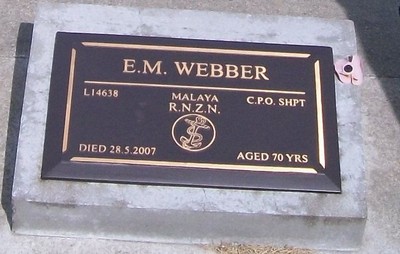 E.M. WEBBER
L14638 MALAYA C.P.O. SHPT
R.N.Z.N.
DIED 28.5.2007 AGED 70 YRS